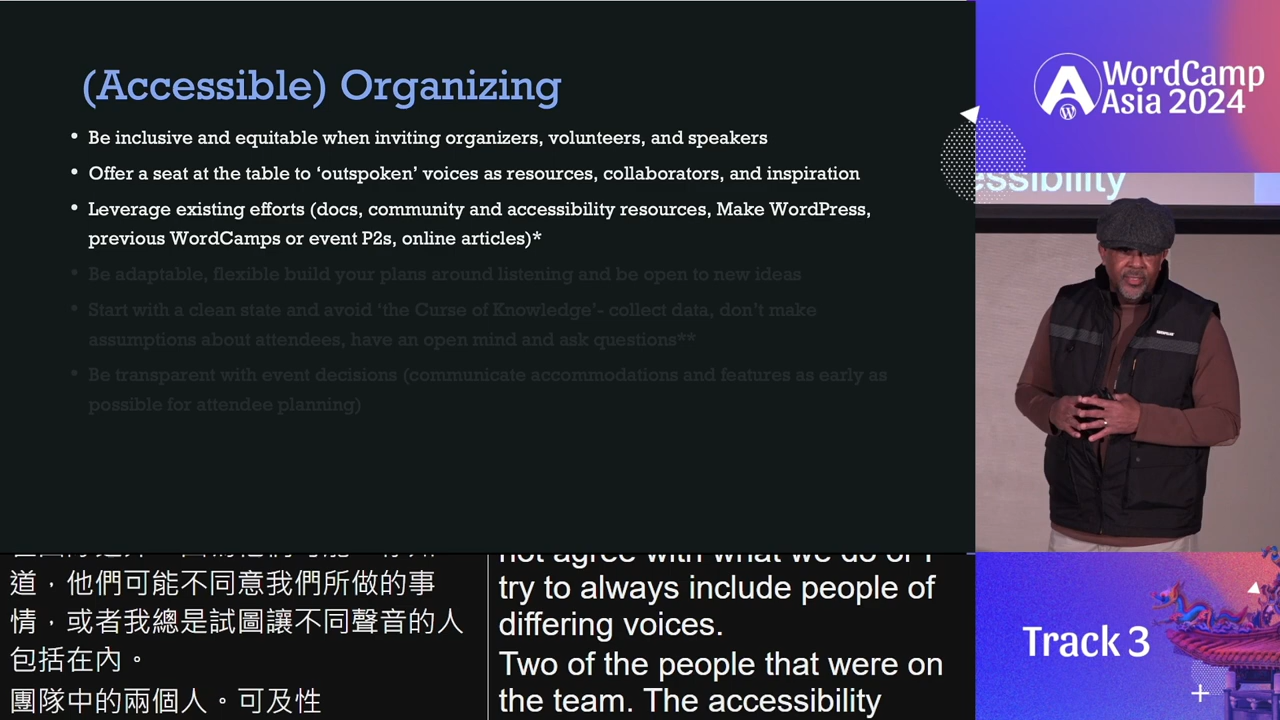 (Accessible) Organizing
• Be inclusive and equitable when inviting organizers, volunteers, and speakers
• Offer a seat at the table to ‘outspoken’ voices as resources, collaborators, and inspiration
• Leverage existing efforts (docs, community and accessibility resources, Make WordPress,
previous WordCamps or event P2s, online articles)*
• Be adaptable, flexible build your plans around listening and be open to new ideas
• Start with a clean state and avoid ‘the Curse of Knowledge’- collect data, don’t make
assumptions about attendees, have an open mind and ask questions**
• Be transparent with event decisions (communicate accommodations and features as early as
possible for attendee planning)
WordCamp
Asia 2024
essibility
道，他們可能不同意我們所做的事
情，或者我總是試圖讓不同聲音的人
包括在內。
團隊中的兩個人。可及性
not agree with what we do or I
try to always include people of
differing voices.
Two of the people that were on
the team. The accessibility
Track 3